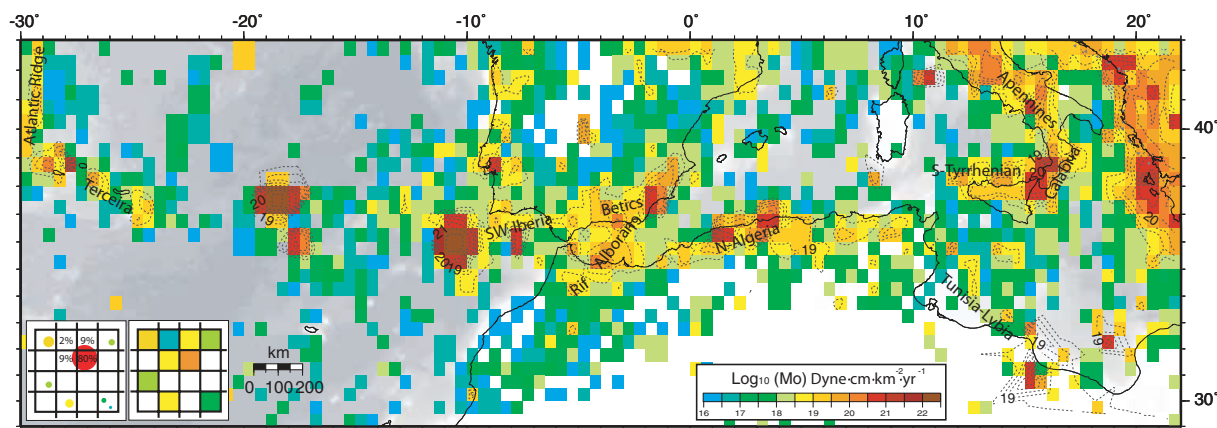 -30˚
-20˚
-10˚
0˚
10˚
20˚
Atlantic Ridge
Apennines
40˚
19
S Tyrrhenian
20
Calabria
Terceira
20
19
21
Betics
SW-Iberia
2019
Alborang
N-Algeria
19
20
Rif
Tunisia-Lybia
19
19
2%
9%
9%
80%
km
0 100 200
Log₁₀ (Mo) Dyne·cm·km⁻²·yr⁻¹
16 17 18 19 20 21 22
19
30˚